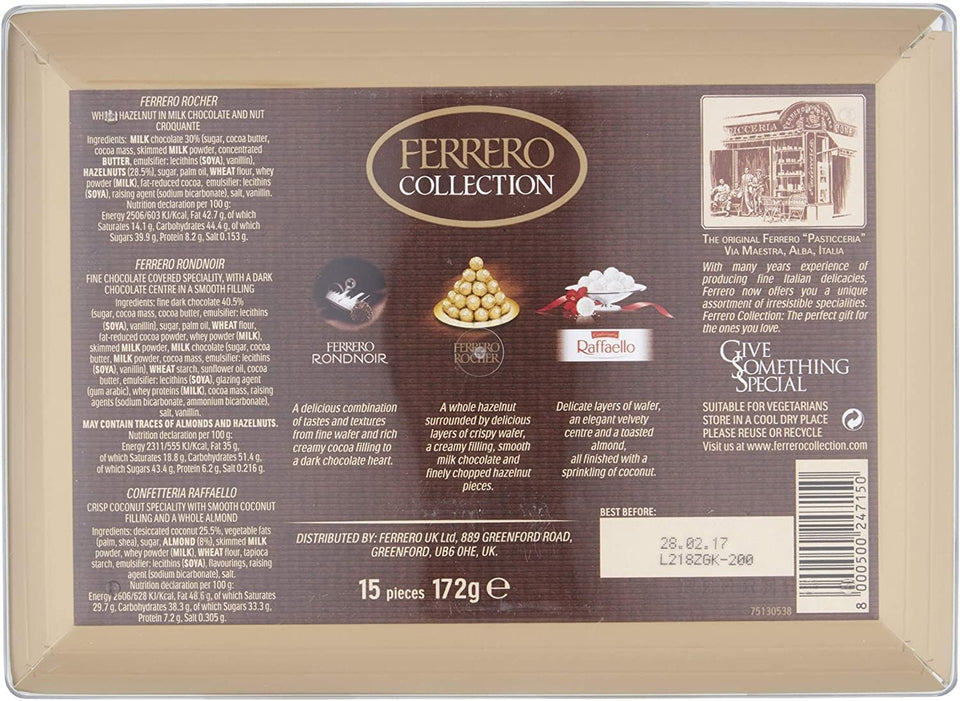 FERRERO ROCHER
HAZELNUT IN MILK CHOCOLATE AND NUT
CROQUANTE
Ingredients: MILK chocolate 30% (sugar, cocoa butter,
cocoa mass, skimmed MILK powder, concentrated
BUTTER, emulsifier: lecithins (SOYA), vanillin),
HAZELNUTS (28.5%), sugar, palm oil, WHEAT flour, whey
powder (MILK), fat-reduced cocoa, emulsifier: lecithins
(SOYA), raising agent (sodium bicarbonate), salt, vanillin.
Nutrition declaration per 100 g:
Energy 2506/603 KJ/Kcal, Fat 42.7 g, of which
Saturates 14.1 g, Carbohydrates 44.4 g, of which
Sugars 39.9 g, Protein 8.2 g, Salt 0.153 g.
FERRERO RONDNOIR
FINE CHOCOLATE COVERED SPECIALITY, WITH A DARK
CHOCOLATE CENTRE IN A SMOOTH FILLING
Ingredients: fine dark chocolate 40.5%
(sugar, cocoa mass, cocoa butter, emulsifier: lecithins
(SOYA), vanillin), sugar, palm oil, WHEAT flour,
fat-reduced cocoa powder, whey powder (MILK),
skimmed MILK powder, MILK chocolate (sugar, cocoa
butter, MILK powder, cocoa mass, emulsifier: lecithins
(SOYA), vanillin), WHEAT starch, sunflower oil, cocoa
butter, emulsifier: lecithins (SOYA), glazing agent
(gum arabic), whey proteins (MILK), cocoa mass, raising
agents (sodium bicarbonate, ammonium bicarbonate),
salt, vanillin.
MAY CONTAIN TRACES OF ALMONDS AND HAZELNUTS.
Nutrition declaration per 100 g:
Energy 2311/555 KJ/Kcal, Fat 35 g,
of which Saturates 18.8 g, Carbohydrates 51.4 g,
of which Sugars 43.4 g, Protein 6.2 g, Salt 0.216 g.
CONFETTERIA RAFFAELLO
CRISP COCONUT SPECIALITY WITH SMOOTH COCONUT
FILLING AND A WHOLE ALMOND
Ingredients: desiccated coconut 25.5%, vegetable fats
(palm, shea), sugar, ALMOND (8%), skimmed MILK
powder, whey powder (MILK), WHEAT flour, tapioca
starch, emulsifier: lecithins (SOYA), flavourings, raising
agent (sodium bicarbonate), salt.
Nutrition declaration per 100 g:
Energy 2606/628 KJ/Kcal, Fat 48.6 g, of which Saturates
29.7 g, Carbohydrates 38.3 g, of which Sugars 33.3 g,
Protein 7.2 g, Salt 0.305 g.
FERRERO
COLLECTION
FERRERO
RONDNOIR
A delicious combination
of tastes and textures
from fine wafer and rich
creamy cocoa filling to
a dark chocolate heart.
FERRERO
ROCHER
A whole hazelnut
surrounded by delicious
layers of crispy wafer,
a creamy filling, smooth
milk chocolate and
finely chopped hazelnut
pieces.
Raffaello
Delicate layers of wafer,
an elegant velvety
centre and a toasted
almond,
all finished with a
sprinkling of coconut.
DISTRIBUTED BY: FERRERO UK Ltd, 889 GREENFORD ROAD,
GREENFORD, UB6 0HE, UK.
15 pieces 172g e
THE ORIGINAL FERRERO "PASTICCERIA"
VIA MAESTRA, ALBA, ITALIA
With many years experience of
producing fine Italian delicacies,
Ferrero now offers you a unique
assortment of irresistible specialities.
Ferrero Collection: The perfect gift for
the ones you love.
GIVE
SOMETHING
SPECIAL
SUITABLE FOR VEGETARIANS
STORE IN A COOL DRY PLACE
PLEASE REUSE OR RECYCLE
Visit us at www.ferrerocollection.com
BEST BEFORE:
28.02.17
L218ZGK-200
75130538
8 000500 247150